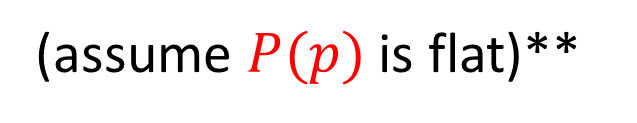 (assume P(p) is flat)**